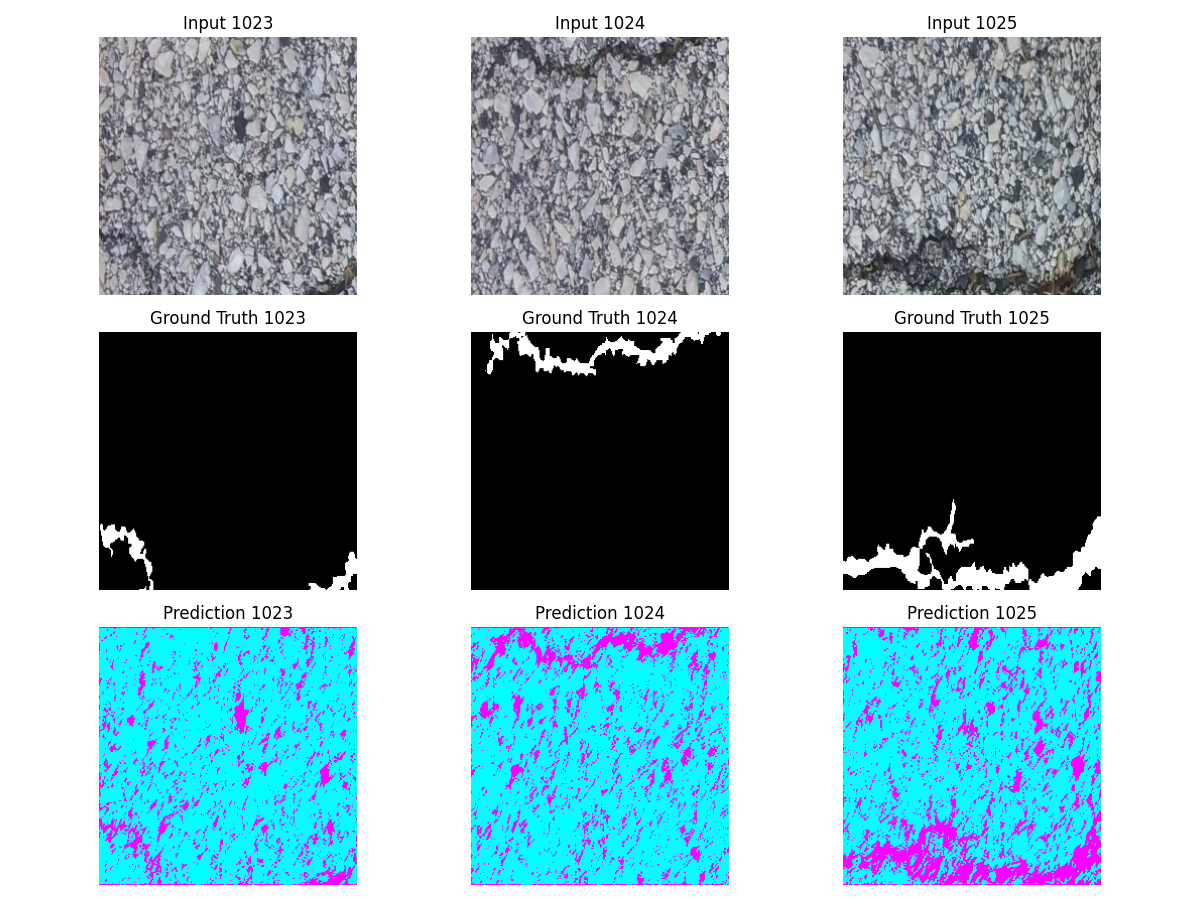 Input 1023
Input 1024
Input 1025
Ground Truth 1023
Ground Truth 1024
Ground Truth 1025
Prediction 1023
Prediction 1024
Prediction 1025